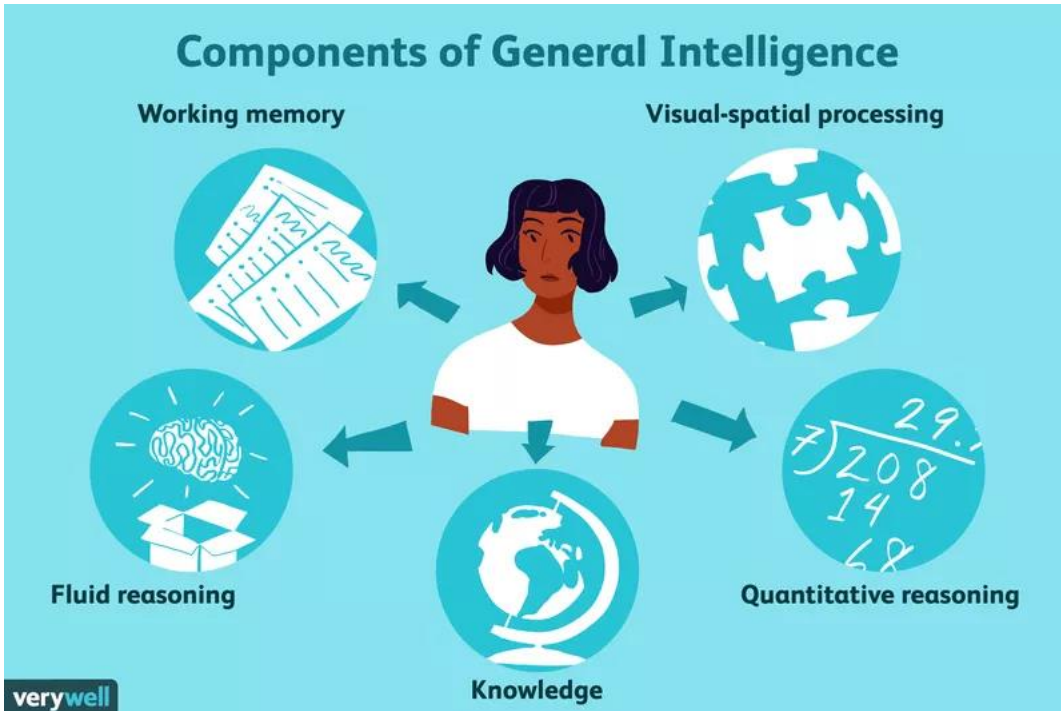 Components of General Intelligence
Working memory
Visual-spatial processing
29.
7)208
14
68
Fluid reasoning
Quantitative reasoning
Knowledge
verywell